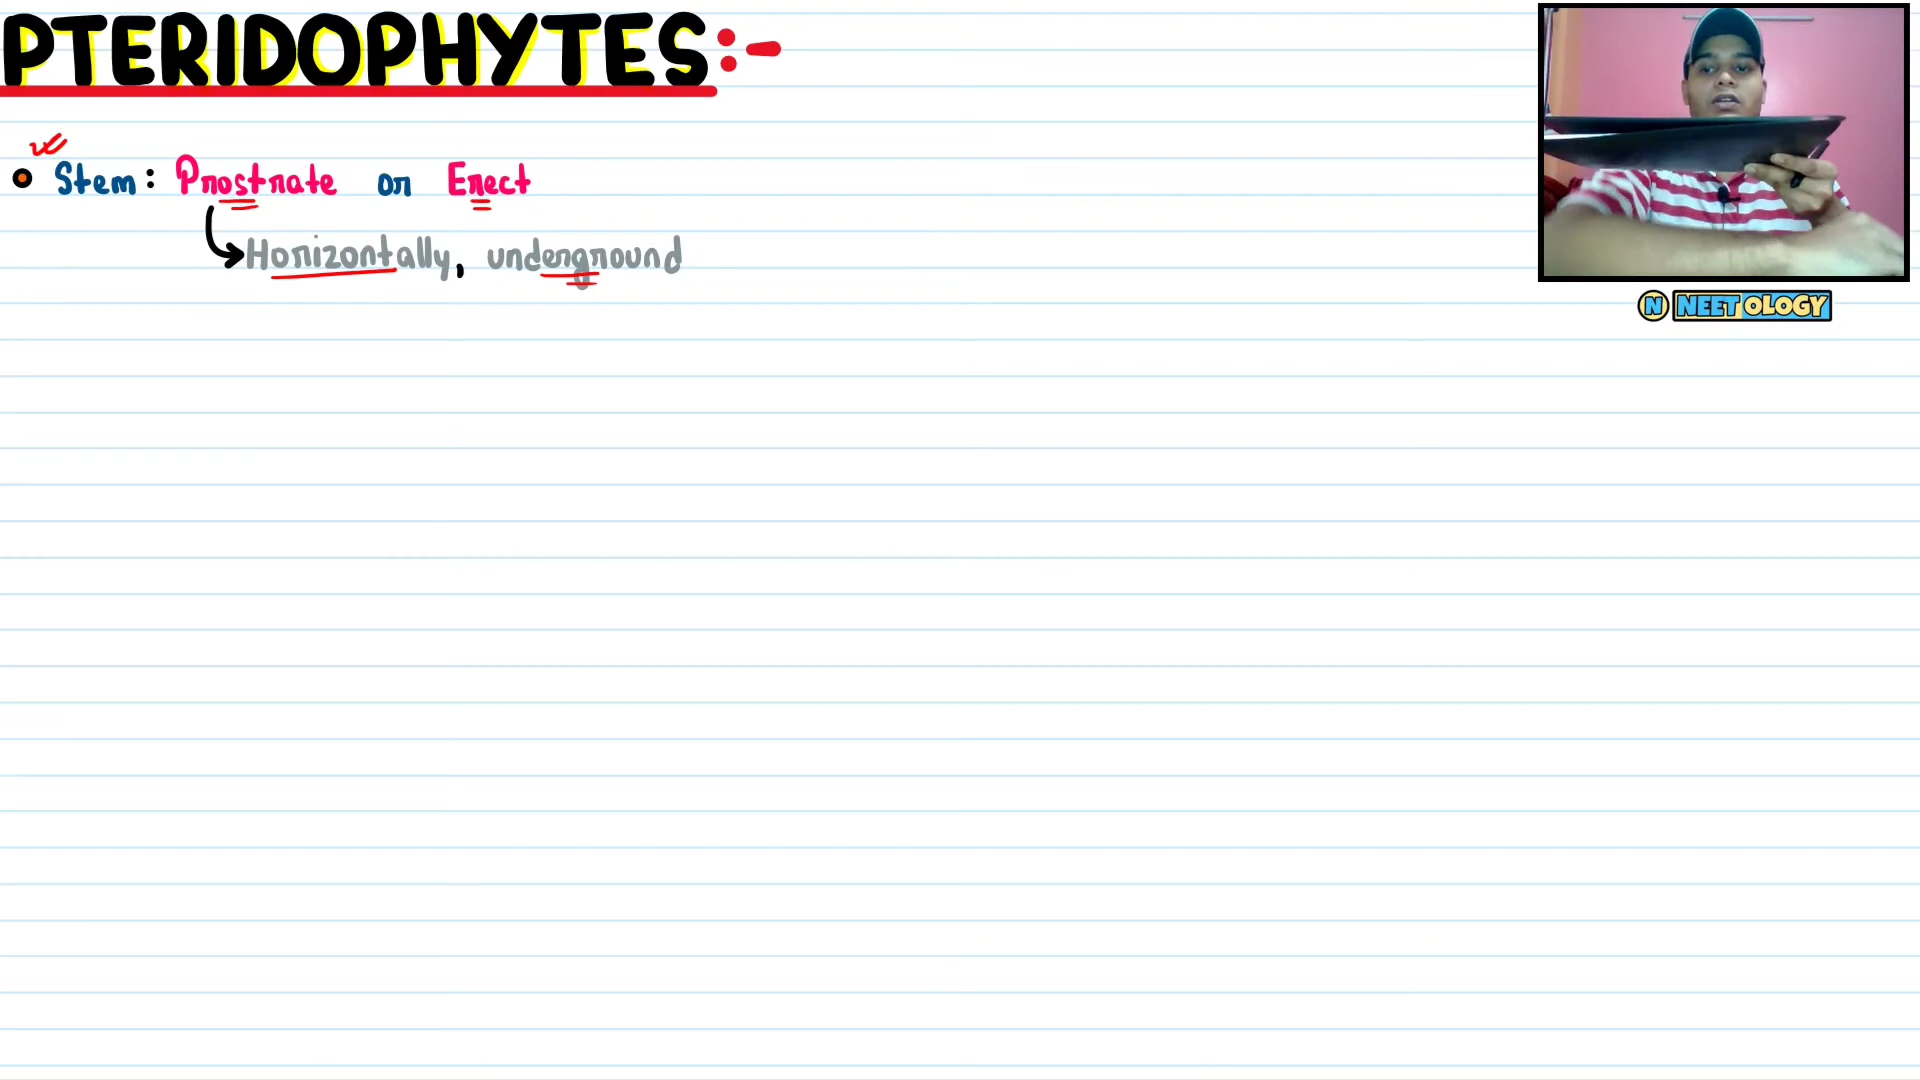 PTERIDOPHYTES:-
Stem: Prostrate or Erect
Horizontally, underground
N NEETOLOGY